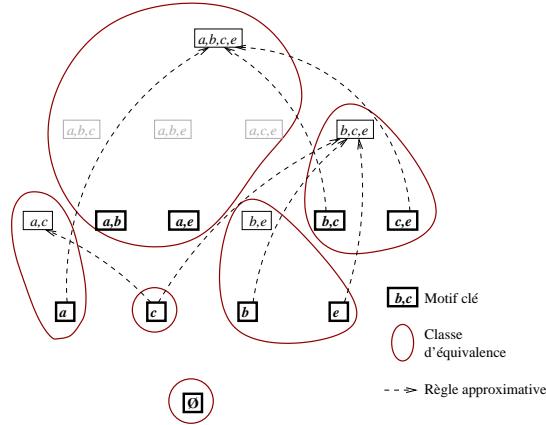 a,b,c,e
a,b,c
a,b,e
a,c,e
b,c,e
a,c
a,b
a,e
b,e
b,c
c,e
a
c
b
e
b,c Motif clé
Classe
d'équivalence
Règle approximative
Ø